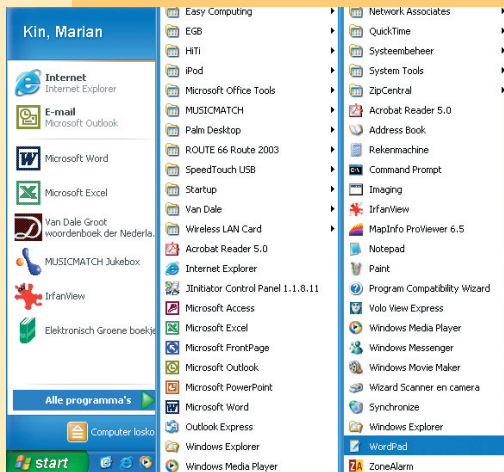 Kin, Marian
Internet
Internet Explorer
E-mail
Microsoft Outlook
Microsoft Word
Microsoft Excel
Van Dale Groot
woordenboek der Nederla..
MUSICMATCH Jukebox
IrfanView
Elektronisch Groene boekje
Alle programma's
Computer losko
start
Easy Computing
EGB
HiTi
iPod
Microsoft Office Tools
MUSICMATCH
Palm Desktop
ROUTE 66 Route 2003
SpeedTouch USB
Startup
Van Dale
Wireless LAN Card
Acrobat Reader 5.0
Internet Explorer
JInitiator Control Panel 1.1.8.11
Microsoft Access
Microsoft Excel
Microsoft FrontPage
Microsoft Outlook
Microsoft PowerPoint
Microsoft Word
Outlook Express
Windows Explorer
Windows Media Player
Network Associates
QuickTime
Systeembeheer
System Tools
ZipCentral
Acrobat Reader 5.0
Address Book
Rekenmachine
Command Prompt
Imaging
IrfanView
MapInfo ProViewer 6.5
Notepad
Paint
Program Compatibility Wizard
Volo View Express
Windows Media Player
Windows Messenger
Windows Movie Maker
Wizard Scanner en camera
Synchronize
Windows Explorer
WordPad
ZoneAlarm